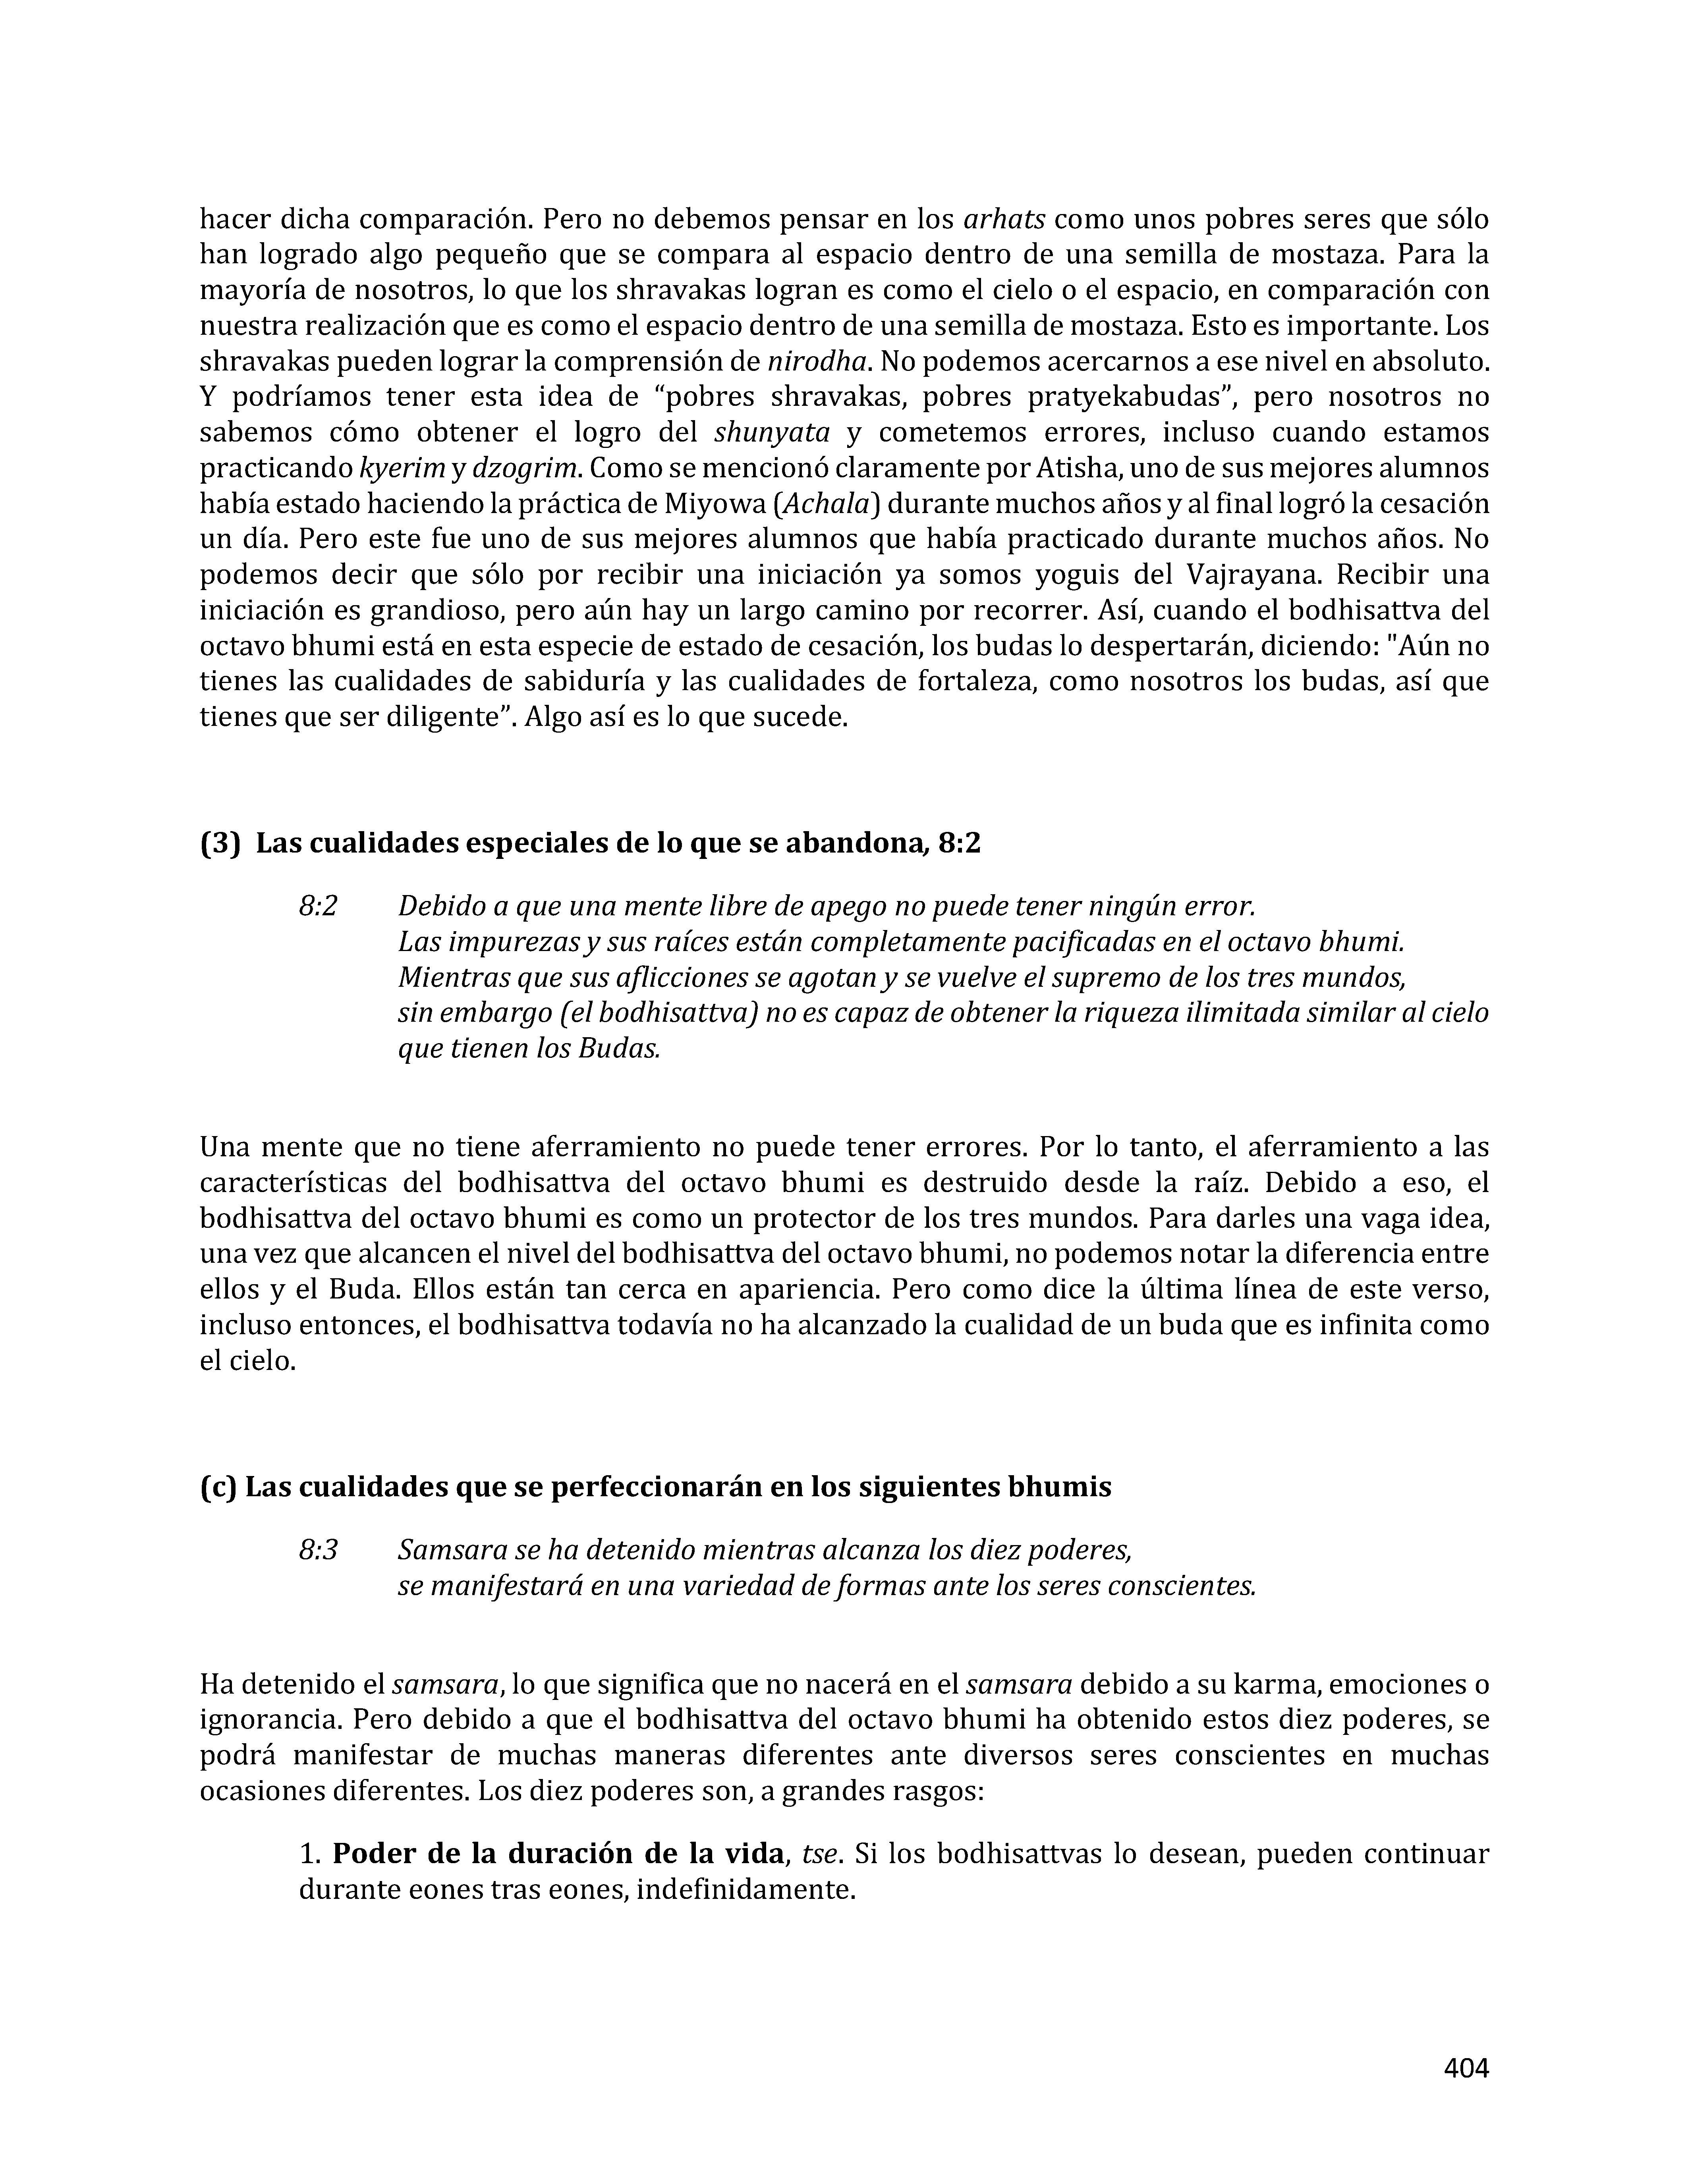 hacer dicha comparación. Pero no debemos pensar en los arhats como unos pobres seres que sólo
han logrado algo pequeño que se compara al espacio dentro de una semilla de mostaza. Para la
mayoría de nosotros, lo que los shravakas logran es como el cielo o el espacio, en comparación con
nuestra realización que es como el espacio dentro de una semilla de mostaza. Esto es importante. Los
shravakas pueden lograr la comprensión de nirodha. No podemos acercarnos a ese nivel en absoluto.
Y podríamos tener esta idea de “pobres shravakas, pobres pratyekabudas”, pero nosotros no
sabemos cómo obtener el logro del shunyata y cometemos errores, incluso cuando estamos
practicando kyerim y dzogrim. Como se mencionó claramente por Atisha, uno de sus mejores alumnos
había estado haciendo la práctica de Miyowa (Achala) durante muchos años y al final logró la cesación
un día. Pero este fue uno de sus mejores alumnos que había practicado durante muchos años. No
podemos decir que sólo por recibir una iniciación ya somos yoguis del Vajrayana. Recibir una
iniciación es grandioso, pero aún hay un largo camino por recorrer. Así, cuando el bodhisattva del
octavo bhumi está en esta especie de estado de cesación, los budas lo despertarán, diciendo: "Aún no
tienes las cualidades de sabiduría y las cualidades de fortaleza, como nosotros los budas, así que
tienes que ser diligente”. Algo así es lo que sucede.
(3) Las cualidades especiales de lo que se abandona, 8:2
8:2 Debido a que una mente libre de apego no puede tener ningún error.
Las impurezas y sus raíces están completamente pacificadas en el octavo bhumi.
Mientras que sus aflicciones se agotan y se vuelve el supremo de los tres mundos,
sin embargo (el bodhisattva) no es capaz de obtener la riqueza ilimitada similar al cielo
que tienen los Budas.
Una mente que no tiene aferramiento no puede tener errores. Por lo tanto, el aferramiento a las
características del bodhisattva del octavo bhumi es destruido desde la raíz. Debido a eso, el
bodhisattva del octavo bhumi es como un protector de los tres mundos. Para darles una vaga idea,
una vez que alcancen el nivel del bodhisattva del octavo bhumi, no podemos notar la diferencia entre
ellos y el Buda. Ellos están tan cerca en apariencia. Pero como dice la última línea de este verso,
incluso entonces, el bodhisattva todavía no ha alcanzado la cualidad de un buda que es infinita como
el cielo.
(c) Las cualidades que se perfeccionarán en los siguientes bhumis
8:3 Samsara se ha detenido mientras alcanza los diez poderes,
se manifestará en una variedad de formas ante los seres conscientes.
Ha detenido el samsara, lo que significa que no nacerá en el samsara debido a su karma, emociones o
ignorancia. Pero debido a que el bodhisattva del octavo bhumi ha obtenido estos diez poderes, se
podrá manifestar de muchas maneras diferentes ante diversos seres conscientes en muchas
ocasiones diferentes. Los diez poderes son, a grandes rasgos:
1. Poder de la duración de la vida, tse. Si los bodhisattvas lo desean, pueden continuar
durante eones tras eones, indefinidamente.
404